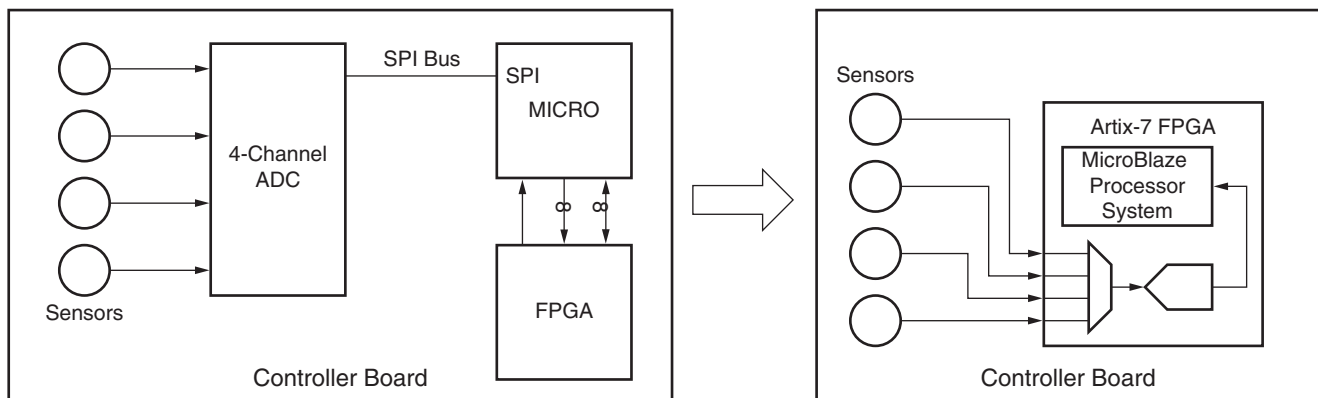 SPI Bus
SPI
MICRO
4-Channel
ADC
8
8
FPGA
Sensors
Controller Board
Sensors
Artix-7 FPGA
MicroBlaze
Processor
System
Controller Board